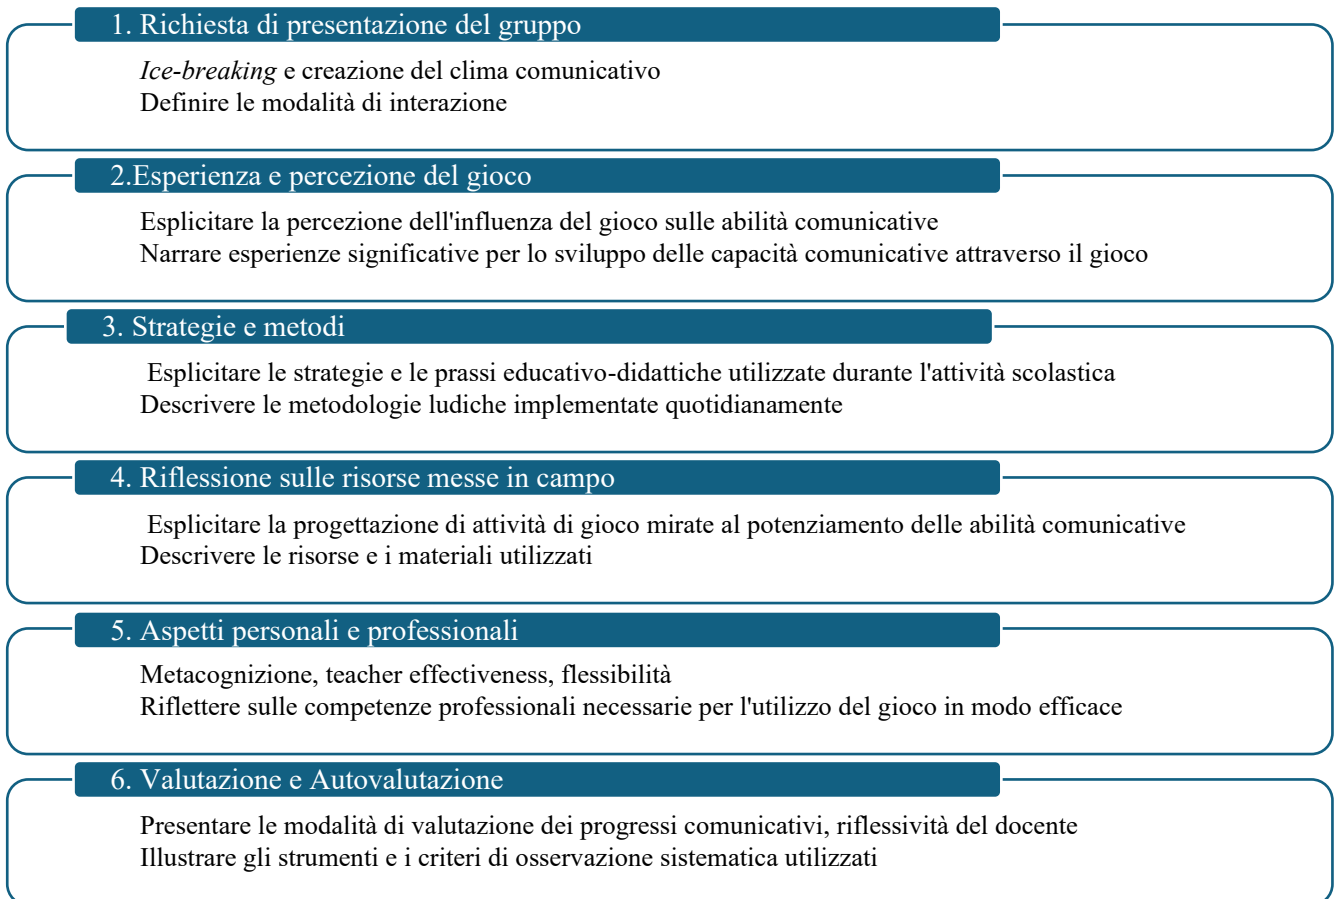 1. Richiesta di presentazione del gruppo
Ice-breaking e creazione del clima comunicativo
Definire le modalità di interazione
2.Esperienza e percezione del gioco
Esplicitare la percezione dell'influenza del gioco sulle abilità comunicative
Narrare esperienze significative per lo sviluppo delle capacità comunicative attraverso il gioco
3. Strategie e metodi
Esplicitare le strategie e le prassi educativo-didattiche utilizzate durante l'attività scolastica
Descrivere le metodologie ludiche implementate quotidianamente
4. Riflessione sulle risorse messe in campo
Esplicitare la progettazione di attività di gioco mirate al potenziamento delle abilità comunicative
Descrivere le risorse e i materiali utilizzati
5. Aspetti personali e professionali
Metacognizione, teacher effectiveness, flessibilità
Riflettere sulle competenze professionali necessarie per l'utilizzo del gioco in modo efficace
6. Valutazione e Autovalutazione
Presentare le modalità di valutazione dei progressi comunicativi, riflessività del docente
Illustrare gli strumenti e i criteri di osservazione sistematica utilizzati